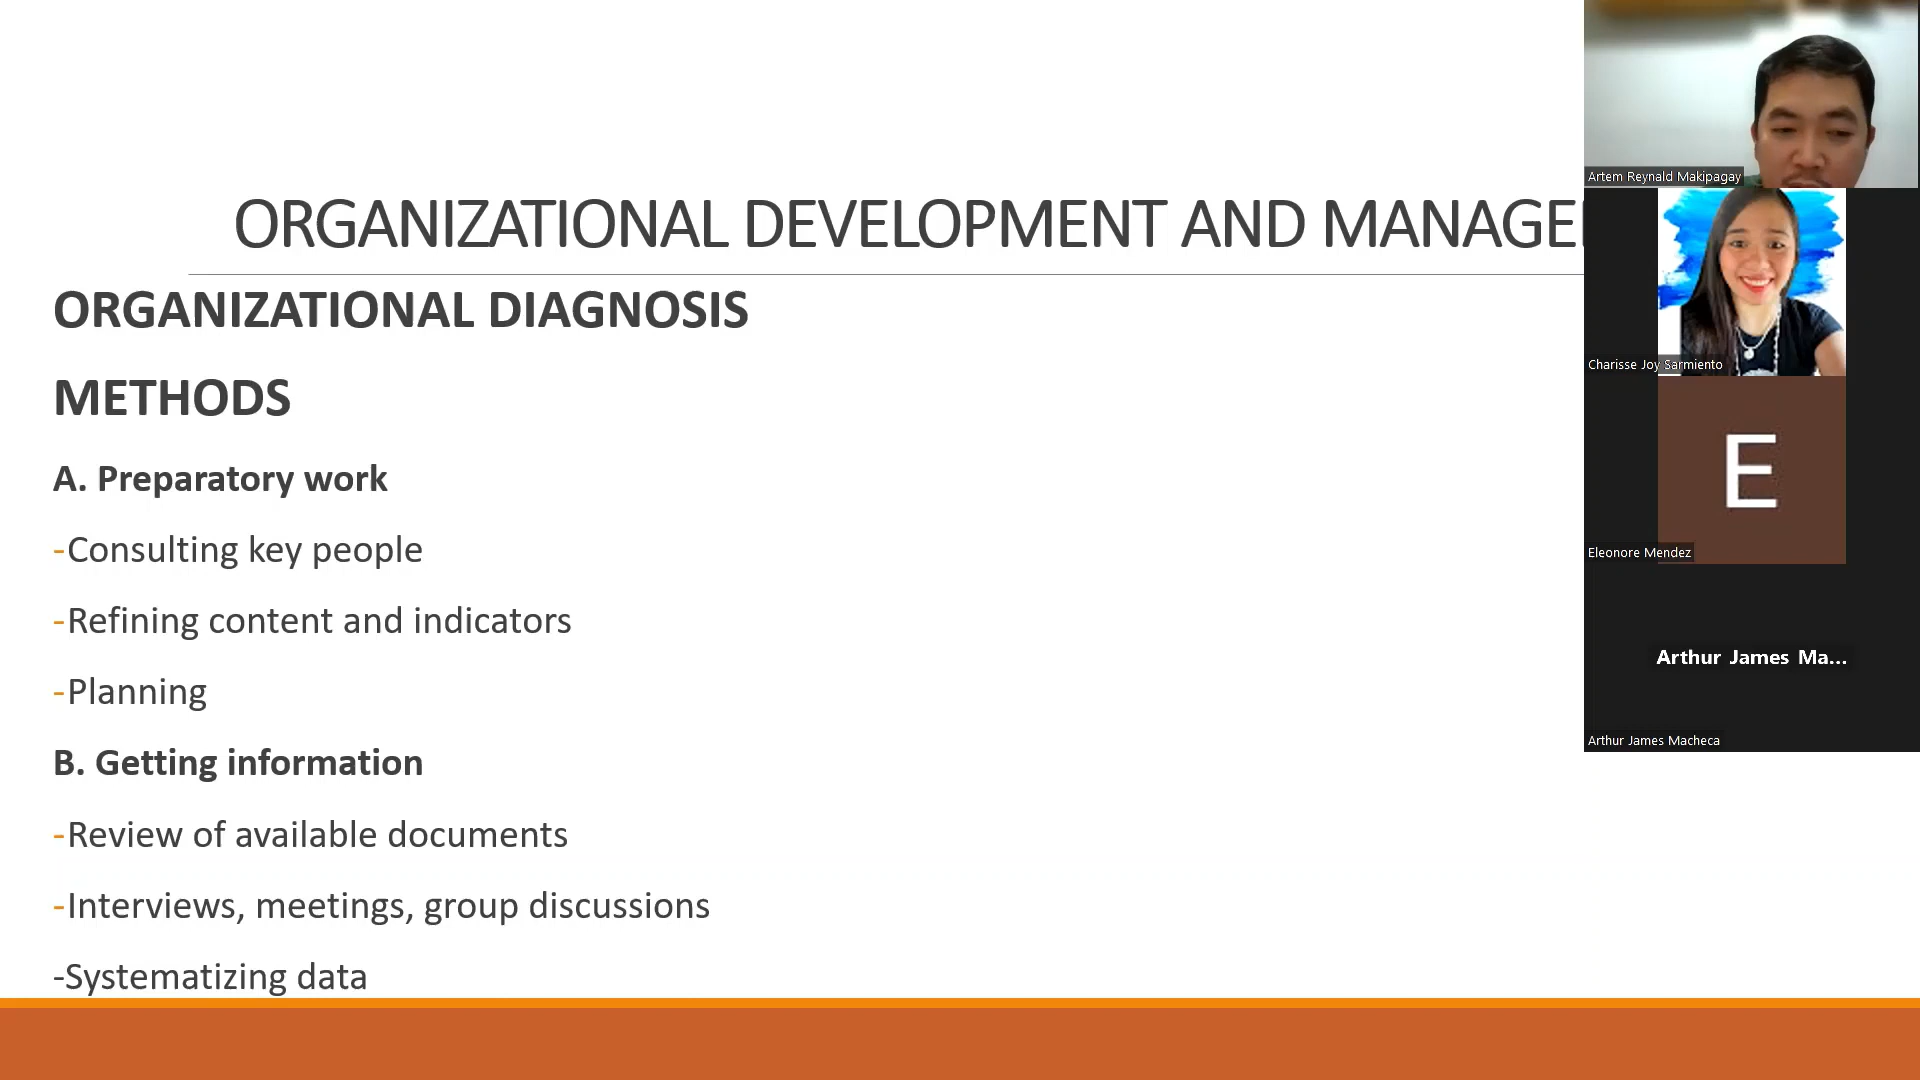 ORGANIZATIONAL DEVELOPMENT AND MANAGE
ORGANIZATIONAL DIAGNOSIS
METHODS
A. Preparatory work
-Consulting key people
-Refining content and indicators
-Planning
B. Getting information
-Review of available documents
-Interviews, meetings, group discussions
-Systematizing data
Artem Reynald Makipagay
Charisse Joy Sarmiento
E
Eleonore Mendez
Arthur James Ma...
Arthur James Macheca